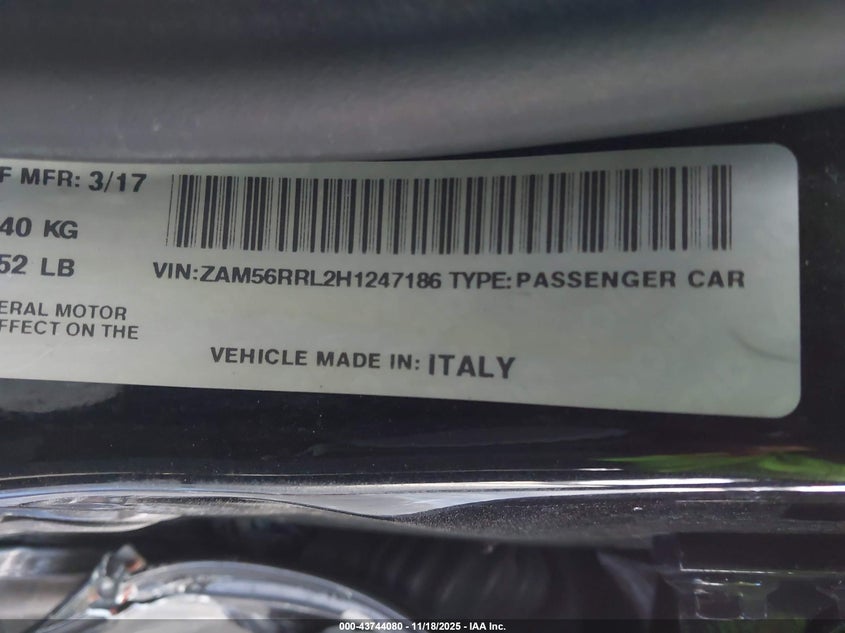 F MFR: 3/17
40 KG
52 LB
VIN:ZAM56RRL2H1247186 TYPE:PASSENGER CAR
ERAL MOTOR
FFECT ON THE
VEHICLE MADE IN: ITALY
000-43744080 - 11/18/2025 - IAA Inc.